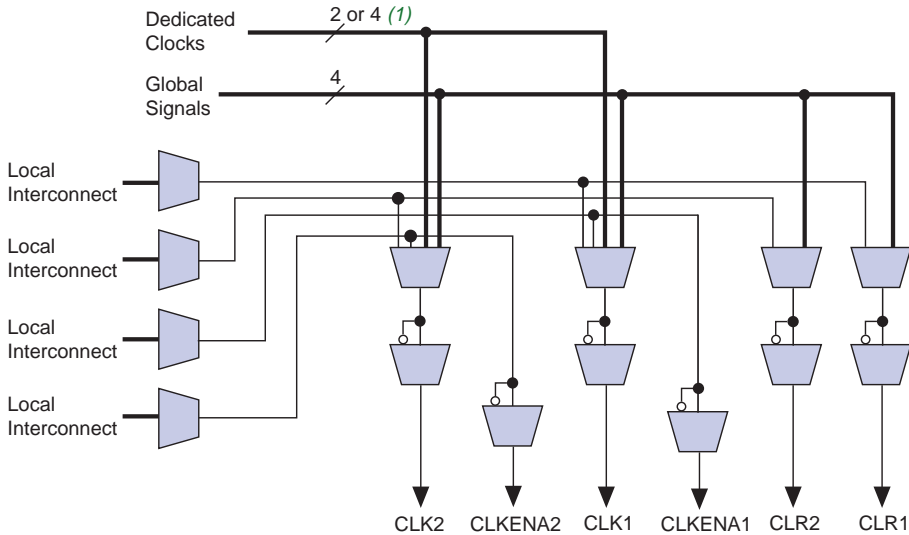 Dedicated
Clocks
2 or 4 (1)
Global
Signals
4
Local
Interconnect
Local
Interconnect
Local
Interconnect
Local
Interconnect
CLK2
CLKENA2
CLK1
CLKENA1
CLR2
CLR1